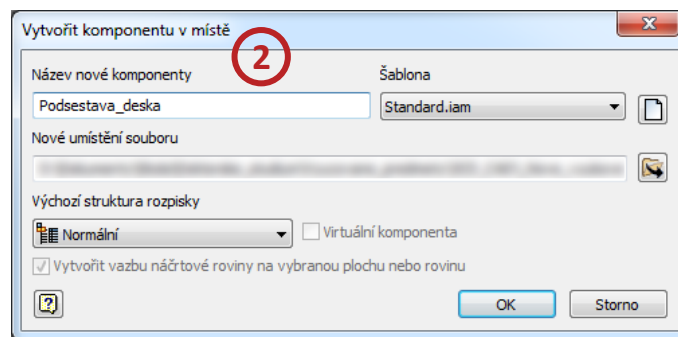 Vytvořit komponentu v místě
2
Název nové komponenty Šablona
Podsestava_deska Standard.iam
Nové umístění souboru
Výchozí struktura rozpisky
Normální Virtuální komponenta
Vytvořit vazbu náčrtové roviny na vybranou plochu nebo rovinu
? OK Storno